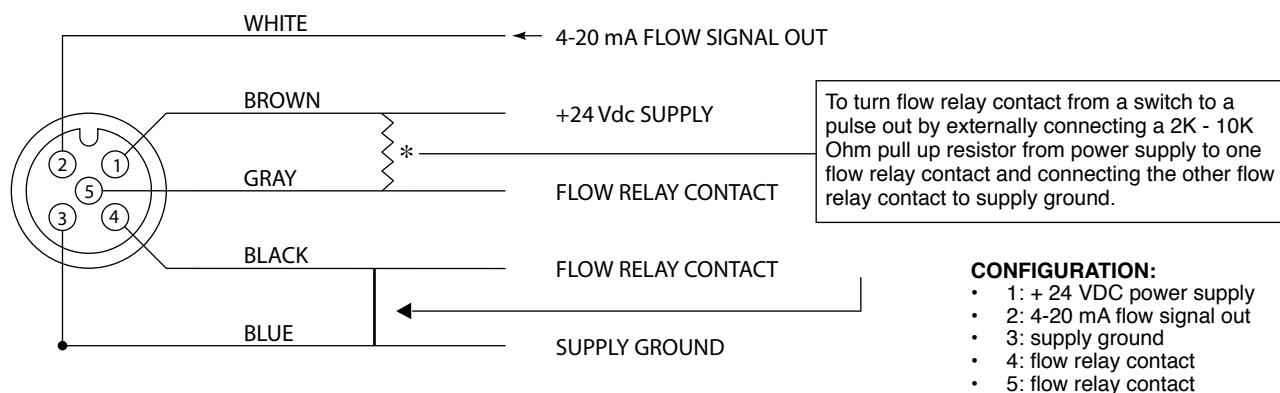 WHITE
4-20 mA FLOW SIGNAL OUT
BROWN
+24 Vdc SUPPLY
*
To turn flow relay contact from a switch to a
pulse out by externally connecting a 2K - 10K
Ohm pull up resistor from power supply to one
flow relay contact and connecting the other flow
relay contact to supply ground.
2
1
5
3
4
GRAY
FLOW RELAY CONTACT
BLACK
FLOW RELAY CONTACT
BLUE
SUPPLY GROUND
CONFIGURATION:
• 1: + 24 VDC power supply
• 2: 4-20 mA flow signal out
• 3: supply ground
• 4: flow relay contact
• 5: flow relay contact